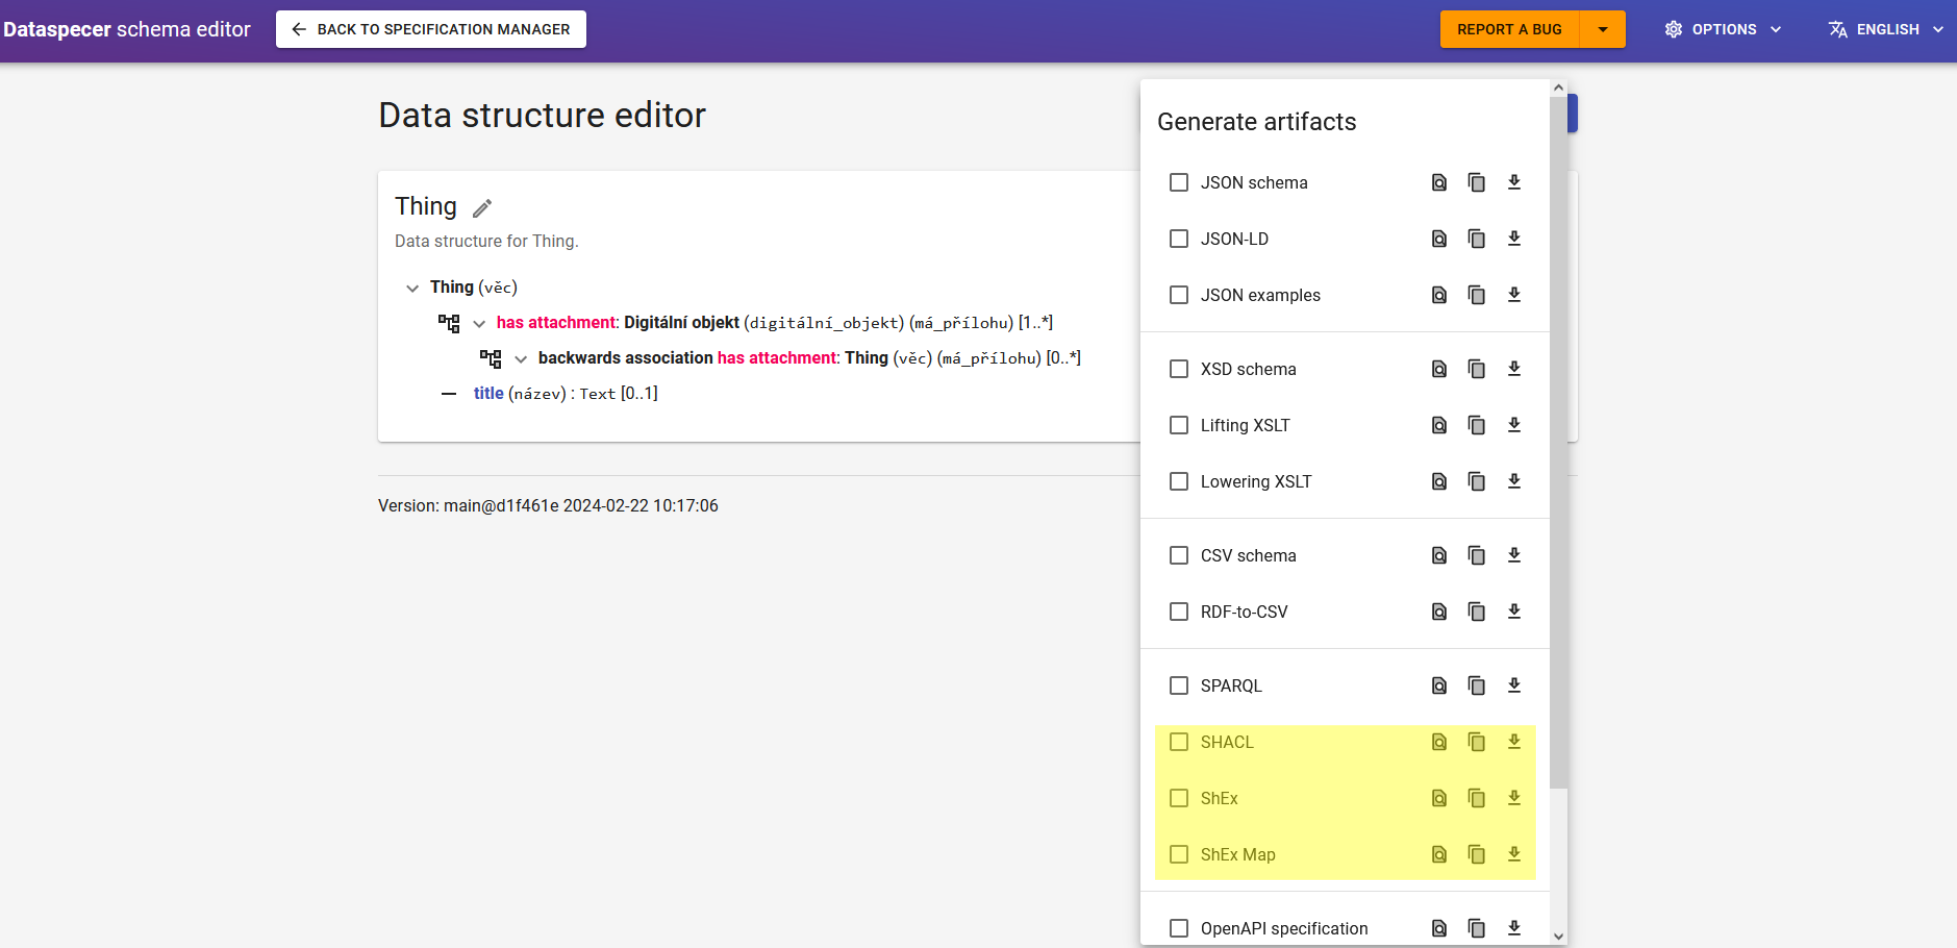 Dataspecer schema editor
BACK TO SPECIFICATION MANAGER
REPORT A BUG
OPTIONS
ENGLISH
Data structure editor
Thing
Data structure for Thing.
Thing (věc)
has attachment: Digitální objekt (digitální_objekt) (má_přílohu) [1..*]
backwards association has attachment: Thing (věc) (má_přílohu) [0..*]
title (název) : Text [0..1]
Version: main@d1f461e 2024-02-22 10:17:06
Generate artifacts
JSON schema
JSON-LD
JSON examples
XSD schema
Lifting XSLT
Lowering XSLT
CSV schema
RDF-to-CSV
SPARQL
SHACL
ShEx
ShEx Map
OpenAPI specification